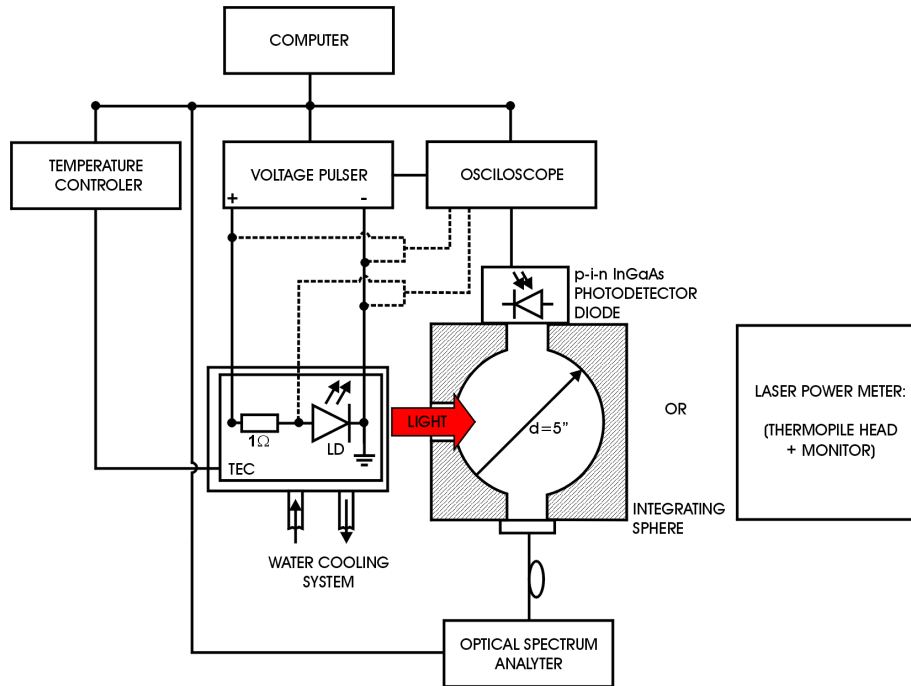 COMPUTER
TEMPERATURE
CONTROLER
VOLTAGE PULSER
+
-
OSCILOSCOPE
p-i-n InGaAs
PHOTODETECTOR
DIODE
LIGHT
d=5"
1Ω
LD
TEC
OR
LASER POWER METER:
(THERMOPILE HEAD
+ MONITOR)
INTEGRATING
SPHERE
WATER COOLING
SYSTEM
OPTICAL SPECTRUM
ANALYTER